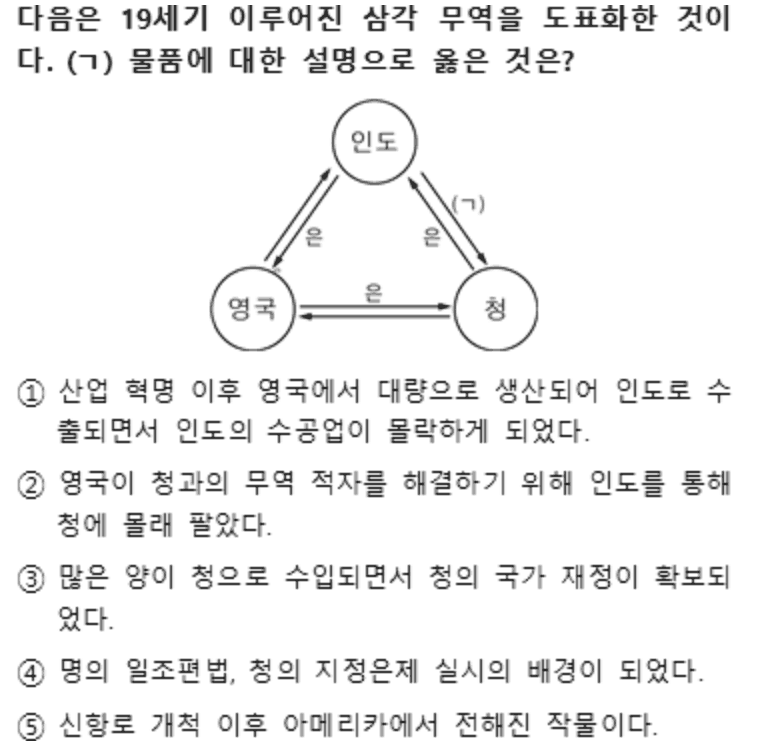 다음은 19세기 이루어진 삼각 무역을 도표화한 것이
다. (ㄱ) 물품에 대한 설명으로 옳은 것은?
인도
(ㄱ)
은
은
은
영국
청
① 산업 혁명 이후 영국에서 대량으로 생산되어 인도로 수
출되면서 인도의 수공업이 몰락하게 되었다.
② 영국이 청과의 무역 적자를 해결하기 위해 인도를 통해
청에 몰래 팔았다.
③ 많은 양이 청으로 수입되면서 청의 국가 재정이 확보되
었다.
④ 명의 일조편법, 청의 지정은제 실시의 배경이 되었다.
⑤ 신항로 개척 이후 아메리카에서 전해진 작물이다.